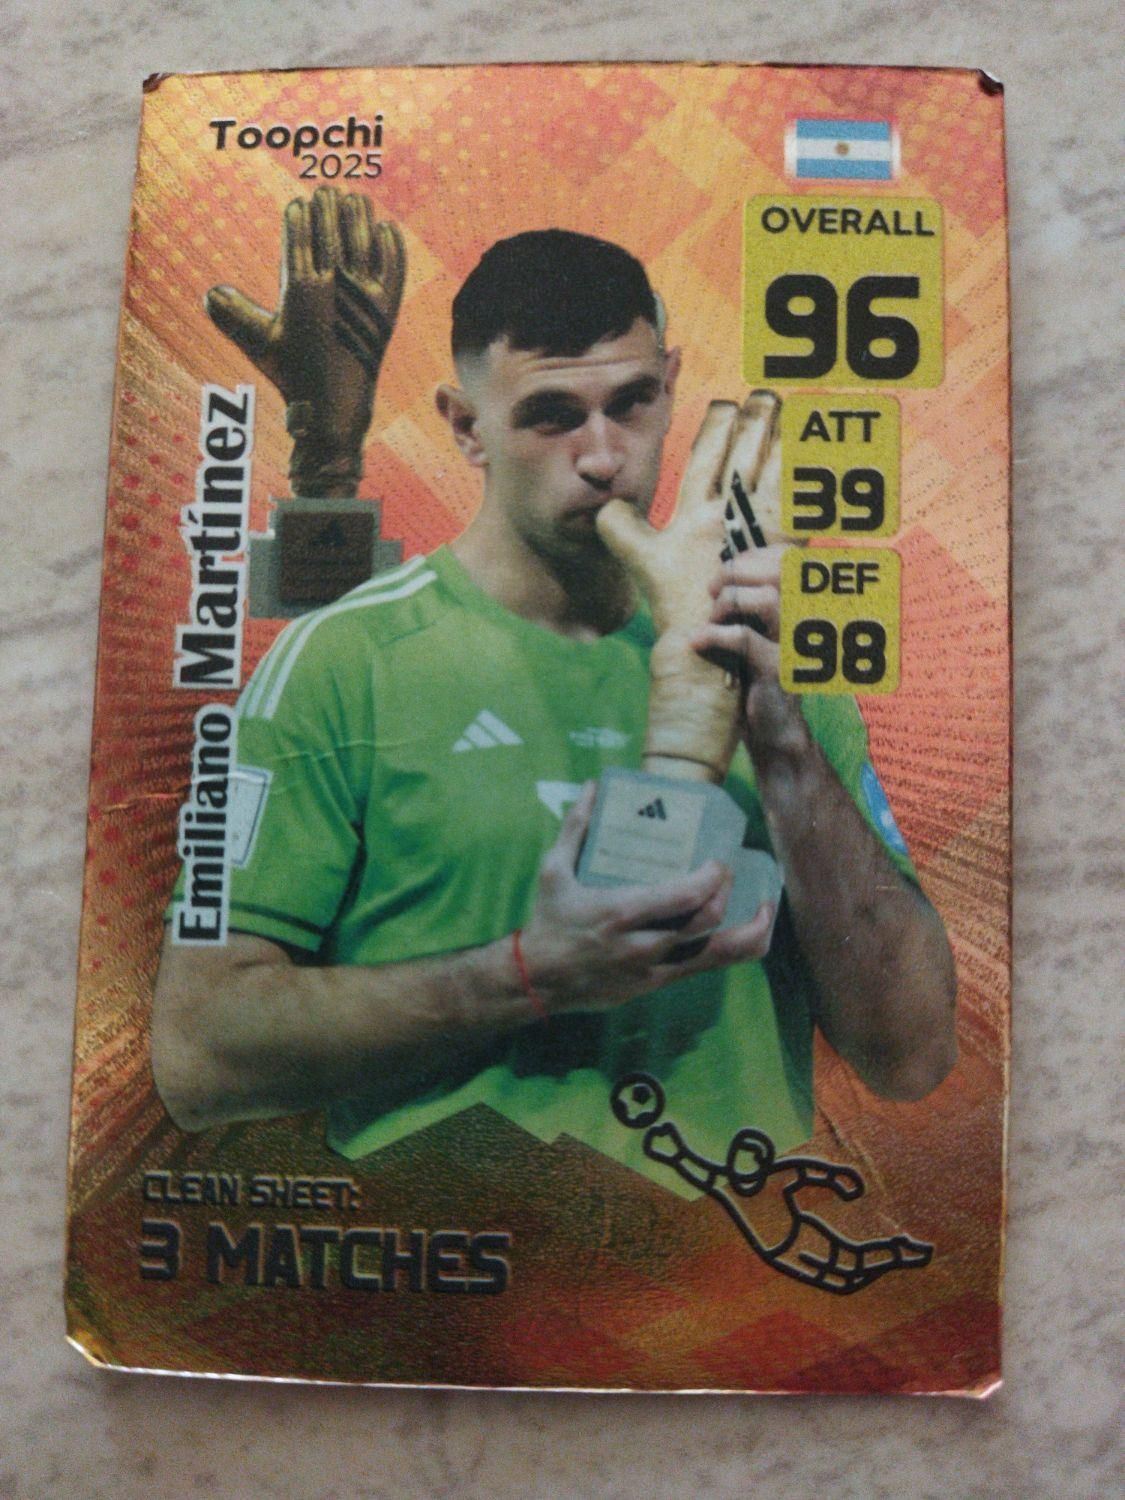 Toopchi
2025
OVERALL
96
ATT
39
DEF
98
Emiliano Martínez
CLEAN SHEET:
3 MATCHES